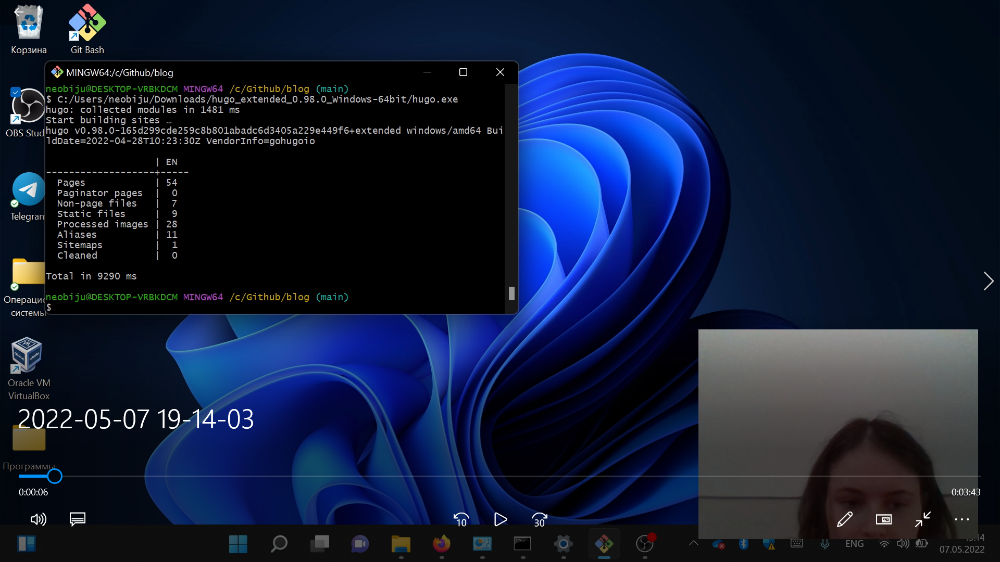 Корзина
Git Bash
MINGW64:/c/Github/blog
neobiju@DESKTOP-VRBKDCM MINGW64 /c/Github/blog (main)
$ C:/Users/neobiju/Downloads/hugo_extended_0.98.0_Windows-64bit/hugo.exe
hugo: collected modules in 1481 ms
Start building sites …
hugo v0.98.0-165d299cde259c8b801abadc6d3405a229e449f6+extended windows/amd64 Bui
ldDate=2022-04-28T10:23:30Z VendorInfo=gohugoio
| EN
-------------------+-----
Pages | 54
Paginator pages | 0
Non-page files | 7
Static files | 9
Processed images | 28
Aliases | 11
Sitemaps | 1
Cleaned | 0
Total in 9290 ms
neobiju@DESKTOP-VRBKDCM MINGW64 /c/Github/blog (main)
$
OBS Stud
Telegram
Операцио
системы
Oracle VM
VirtualBox
2022-05-07 19-14-03
Программы
0:00:06
0:03:43
10
30
ENG
07.05.2022